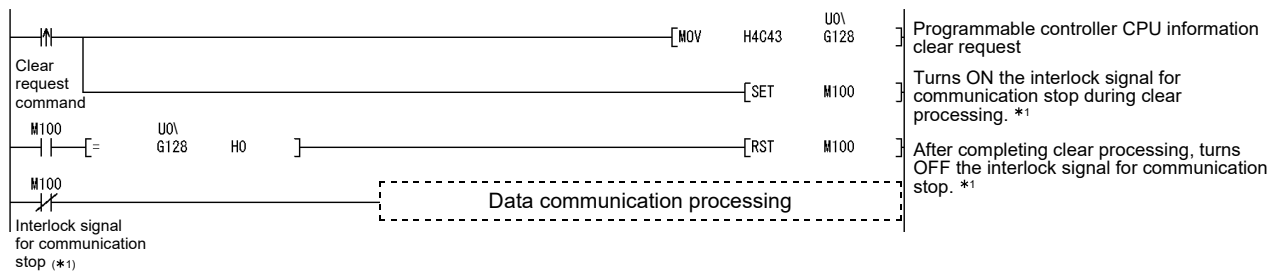 U0\
[MOV H4C43 G128 ]
Programmable controller CPU information
clear request
Clear
request
command
[SET M100 ]
Turns ON the interlock signal for
communication stop during clear
processing. *1
M100 U0\
[= G128 H0 ]
[RST M100 ]
After completing clear processing, turns
OFF the interlock signal for communication
stop. *1
M100
Data communication processing
Interlock signal
for communication
stop (*1)